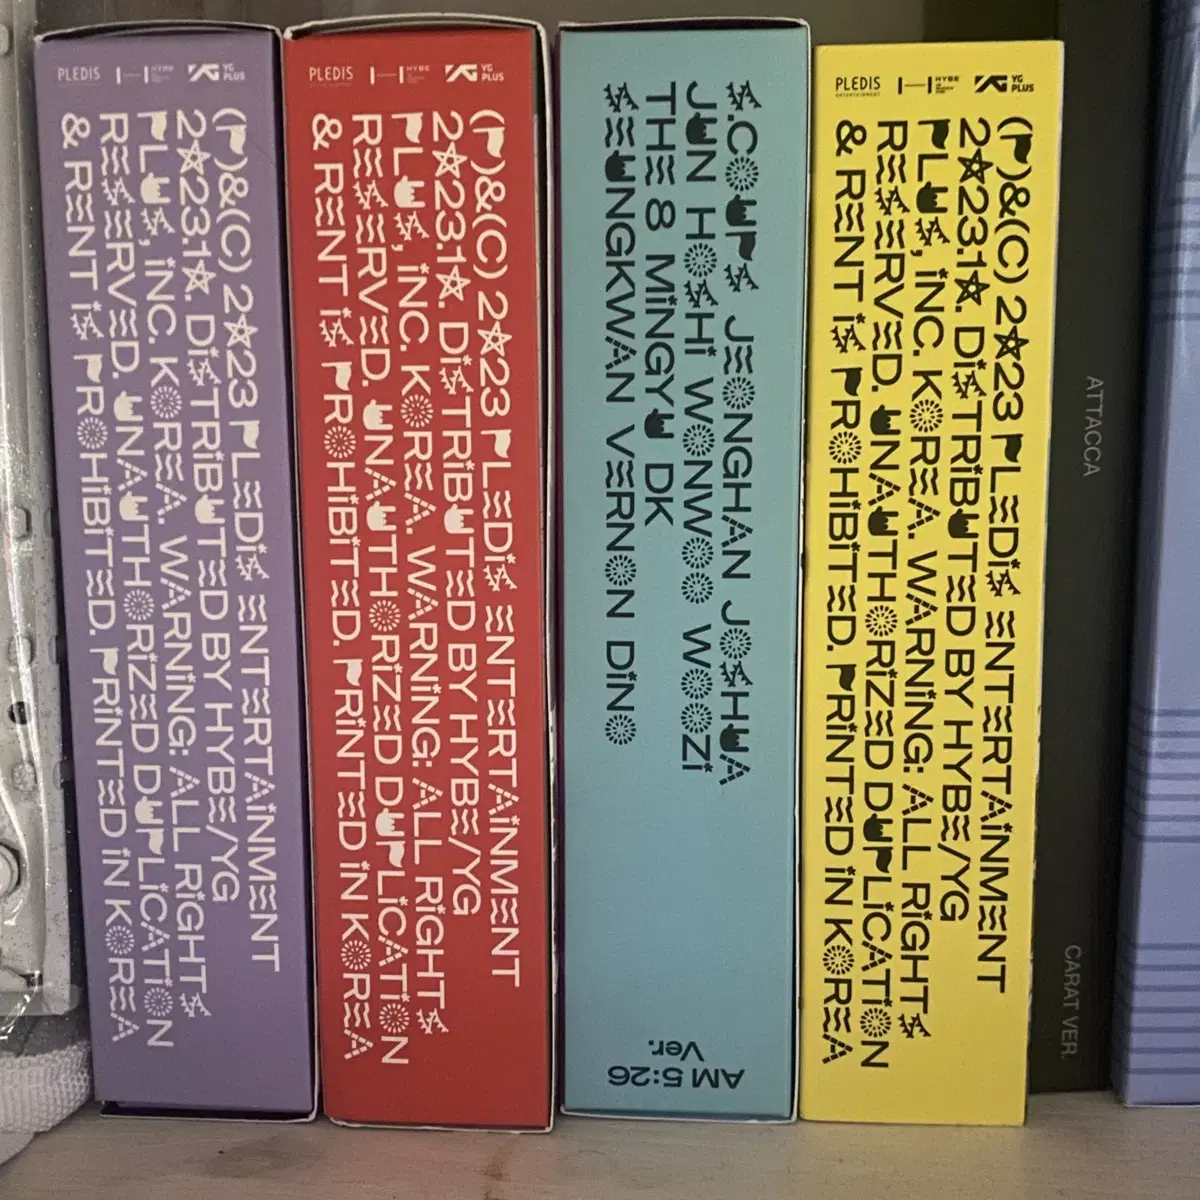 PLEDIS HYBE YG PLUS
(P)&(C) 2023 PLEDIS ENTERTAINMENT
2023.10. DISTRIBUTED BY HYBE/YG
PLUS, INC. KOREA. WARNING: ALL RIGHTS
RESERVED. UNAUTHORIZED DUPLICATION
& RENT IS PROHIBITED. PRINTED IN KOREA
PLEDIS HYBE YG PLUS
(P)&(C) 2023 PLEDIS ENTERTAINMENT
2023.10. DISTRIBUTED BY HYBE/YG
PLUS, INC. KOREA. WARNING: ALL RIGHTS
RESERVED. UNAUTHORIZED DUPLICATION
& RENT IS PROHIBITED. PRINTED IN KOREA
S.COUPS JEONGHAN JOSHUA
JUN HOSHI WONWOO WOOZI
THE 8 MINGYU DK
SEUNGKWAN VERNON DINO
AM 5:26
Ver.
PLEDIS HYBE YG PLUS
ENTERTAINMENT
(P)&(C) 2023 PLEDIS ENTERTAINMENT
2023.10. DISTRIBUTED BY HYBE/YG
PLUS, INC. KOREA. WARNING: ALL RIGHTS
RESERVED. UNAUTHORIZED DUPLICATION
& RENT IS PROHIBITED. PRINTED IN KOREA
ATTACCA
CARAT VER.